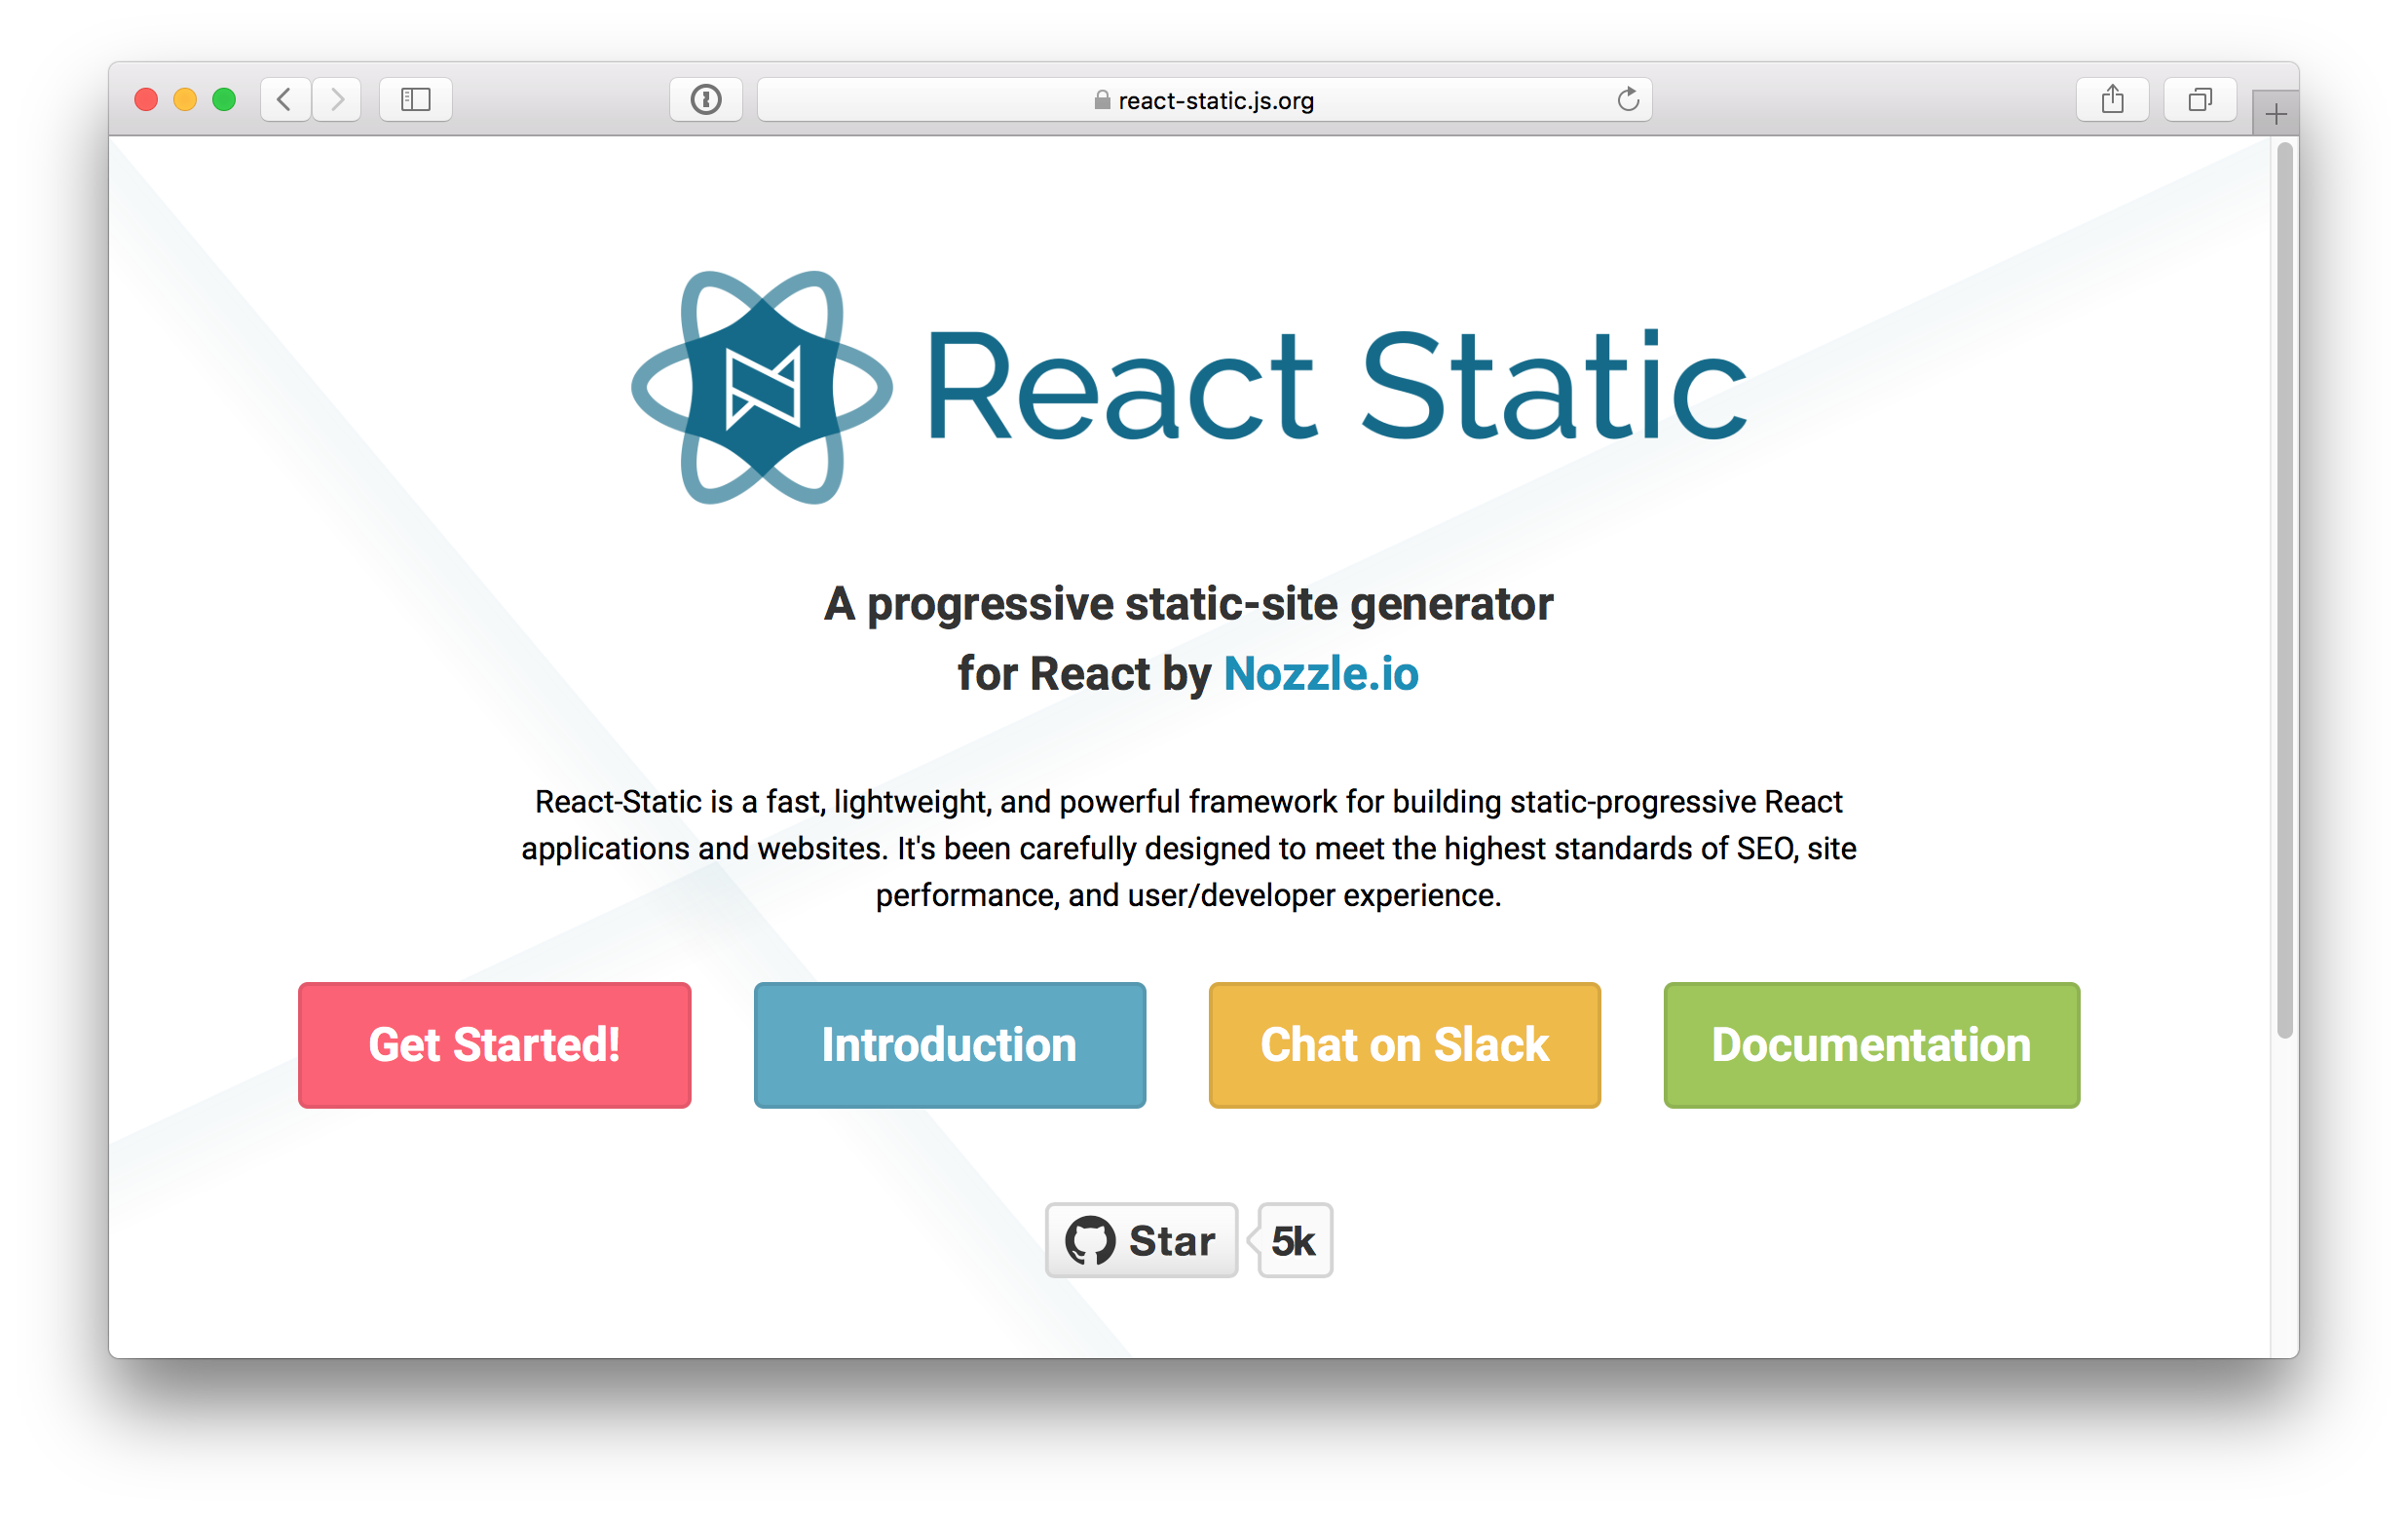 react-static.js.org
React Static
A progressive static-site generator
for React by Nozzle.io
React-Static is a fast, lightweight, and powerful framework for building static-progressive React
applications and websites. It's been carefully designed to meet the highest standards of SEO, site
performance, and user/developer experience.
Get Started!
Introduction
Chat on Slack
Documentation
Star
5k